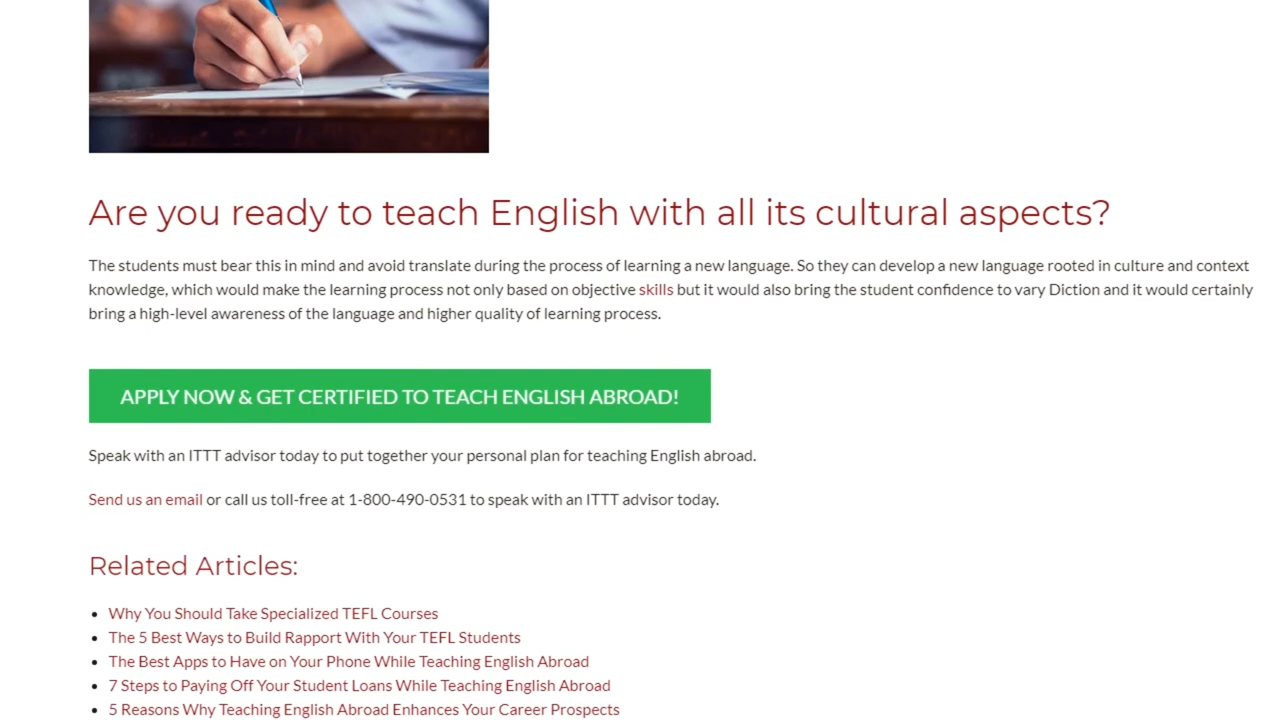 Are you ready to teach English with all its cultural aspects?
The students must bear this in mind and avoid translate during the process of learning a new language. So they can develop a new language rooted in culture and context
knowledge, which would make the learning process not only based on objective skills but it would also bring the student confidence to vary Diction and it would certainly
bring a high-level awareness of the language and higher quality of learning process.
APPLY NOW & GET CERTIFIED TO TEACH ENGLISH ABROAD!
Speak with an ITTT advisor today to put together your personal plan for teaching English abroad.
Send us an email or call us toll-free at 1-800-490-0531 to speak with an ITTT advisor today.
Related Articles:
• Why You Should Take Specialized TEFL Courses
• The 5 Best Ways to Build Rapport With Your TEFL Students
• The Best Apps to Have on Your Phone While Teaching English Abroad
• 7 Steps to Paying Off Your Student Loans While Teaching English Abroad
• 5 Reasons Why Teaching English Abroad Enhances Your Career Prospects